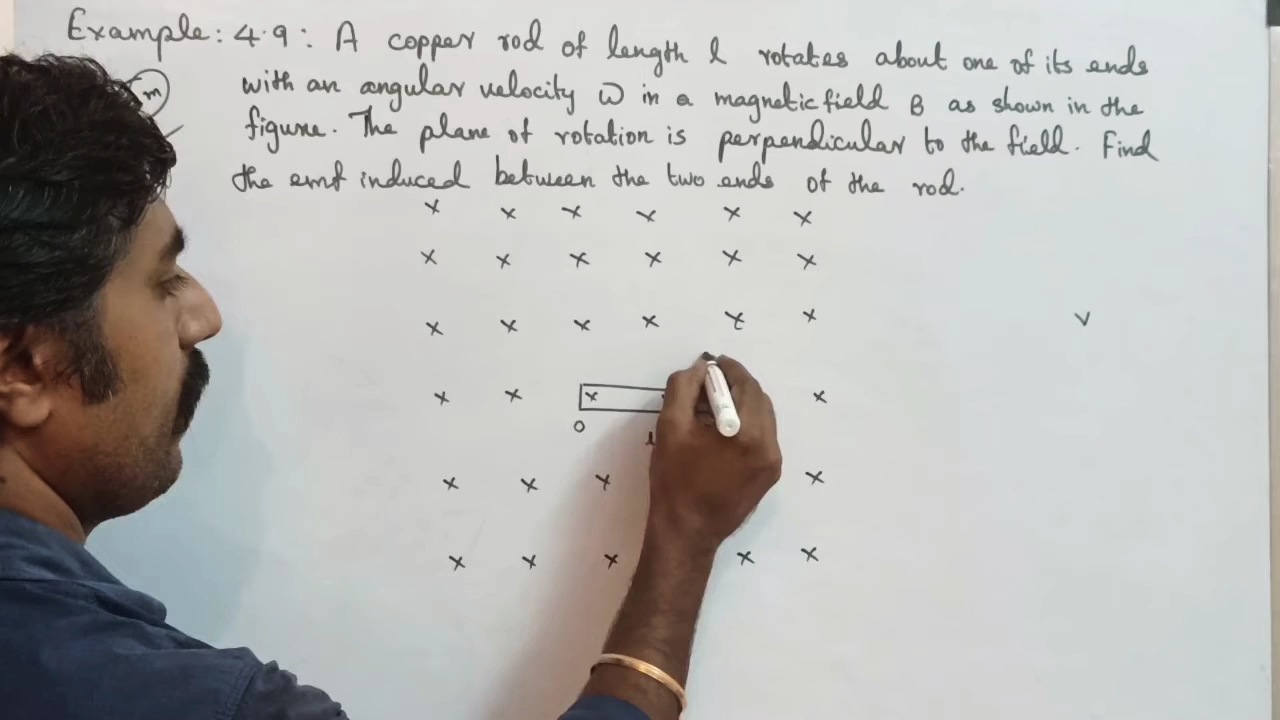 Example: 4.9: A copper rod of length l rotates about one of its ends
3m
with an angular velocity ω in a magnetic field B as shown in the
figure. The plane of rotation is perpendicular to the field. Find
the emf induced between the two ends of the rod.
x x x x x x
x x x x x x
x x x x x x v
x x x x
o l
x x x x
x x x x x